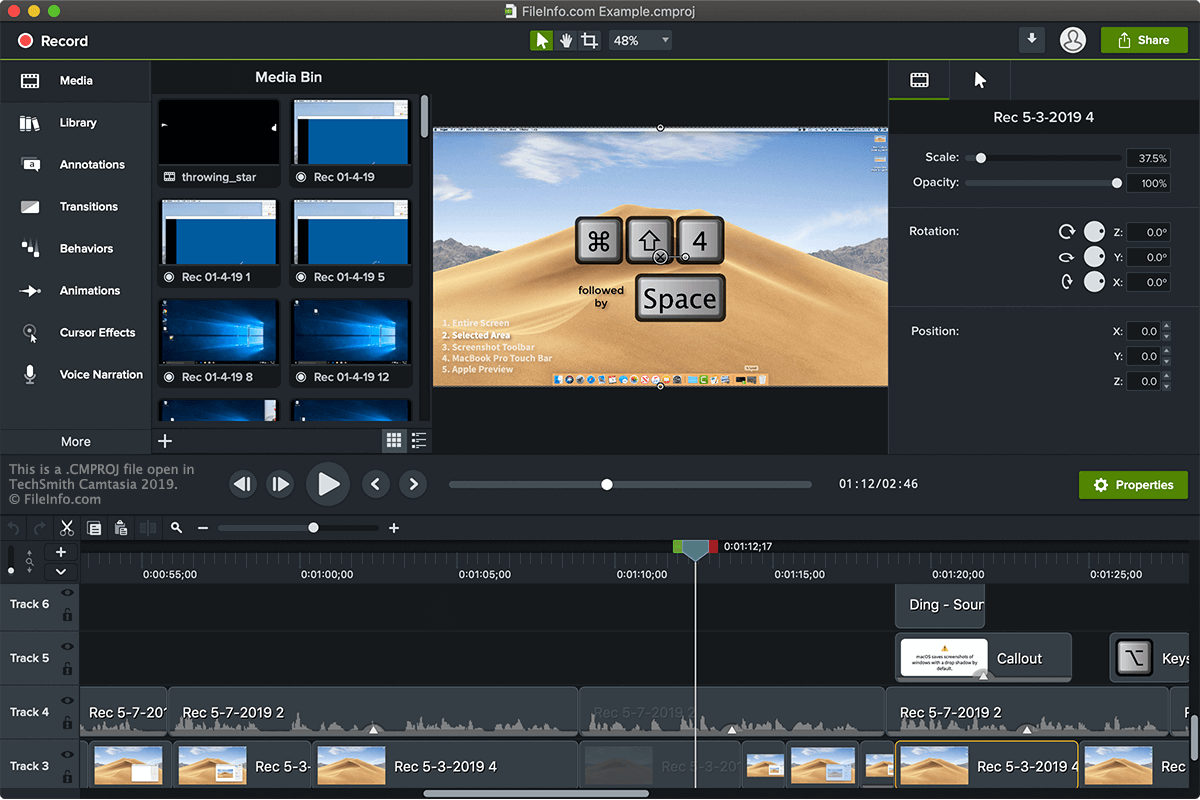 FileInfo.com Example.cmproj
Record
48%
Share
Media
Library
Annotations
Transitions
Behaviors
Animations
Cursor Effects
Voice Narration
More
Media Bin
throwing_star
Rec 01-4-19
Rec 01-4-19 1
Rec 01-4-19 5
Rec 01-4-19 8
Rec 01-4-19 12
⌘ ⇧ 4
followed
by
Space
1. Entire Screen
2. Selected Area
3. Screenshot Toolbar
4. MacBook Pro Touch Bar
5. Apple Preview
Rec 5-3-2019 4
Scale: 37.5%
Opacity: 100%
Rotation: Z: 0.0°
Y: 0.0°
X: 0.0°
Position: X: 0.0
Y: 0.0
Z: 0.0
This is a .CMPROJ file open in
TechSmith Camtasia 2019.
© FileInfo.com
01:12/02:46
Properties
0:01:12;17
0:00:55;00 0:01:00;00 0:01:05;00 0:01:10;00 0:01:15;00 0:01:20;00 0:01:25;00
Track 6 Ding - Sour
Track 5
macOS saves screenshots of
windows with a drop shadow by
default.
Callout Keys
Track 4 Rec 5-7-201 Rec 5-7-2019 2 Rec 5-7-2019 2 Rec 5-7-2019 2
Track 3 Rec 5-3- Rec 5-3-2019 4 Rec 5-3-201 Rec 5-3-2019 4 Rec